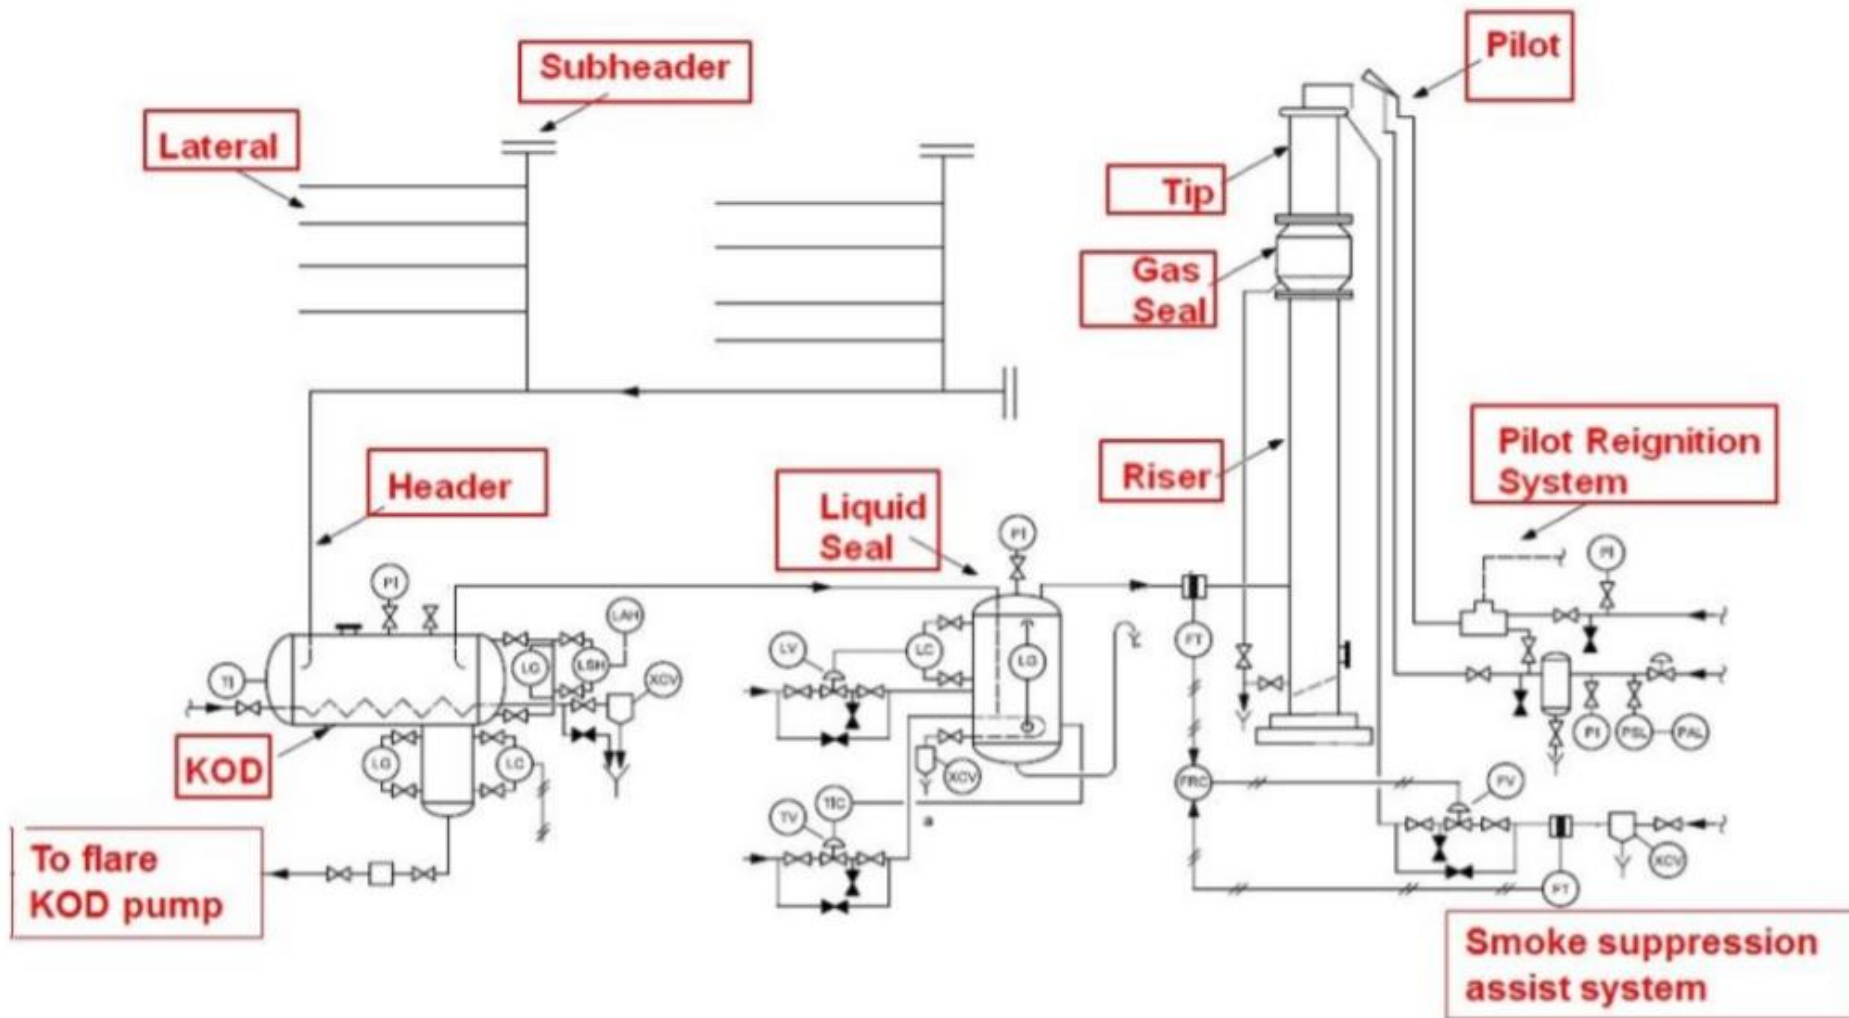 Pilot
Subheader
Lateral
Tip
Gas
Seal
Pilot Reignition
System
Riser
Header
Liquid
Seal
PI
PI
PI
LAH
LG
LSH
XCV
TI
LV
LC
LG
FT
KOD
LG
LC
XCV
PI
PSL
PAL
TV
TIC
a
FRC
FV
XCV
FT
To flare
KOD pump
Smoke suppression
assist system